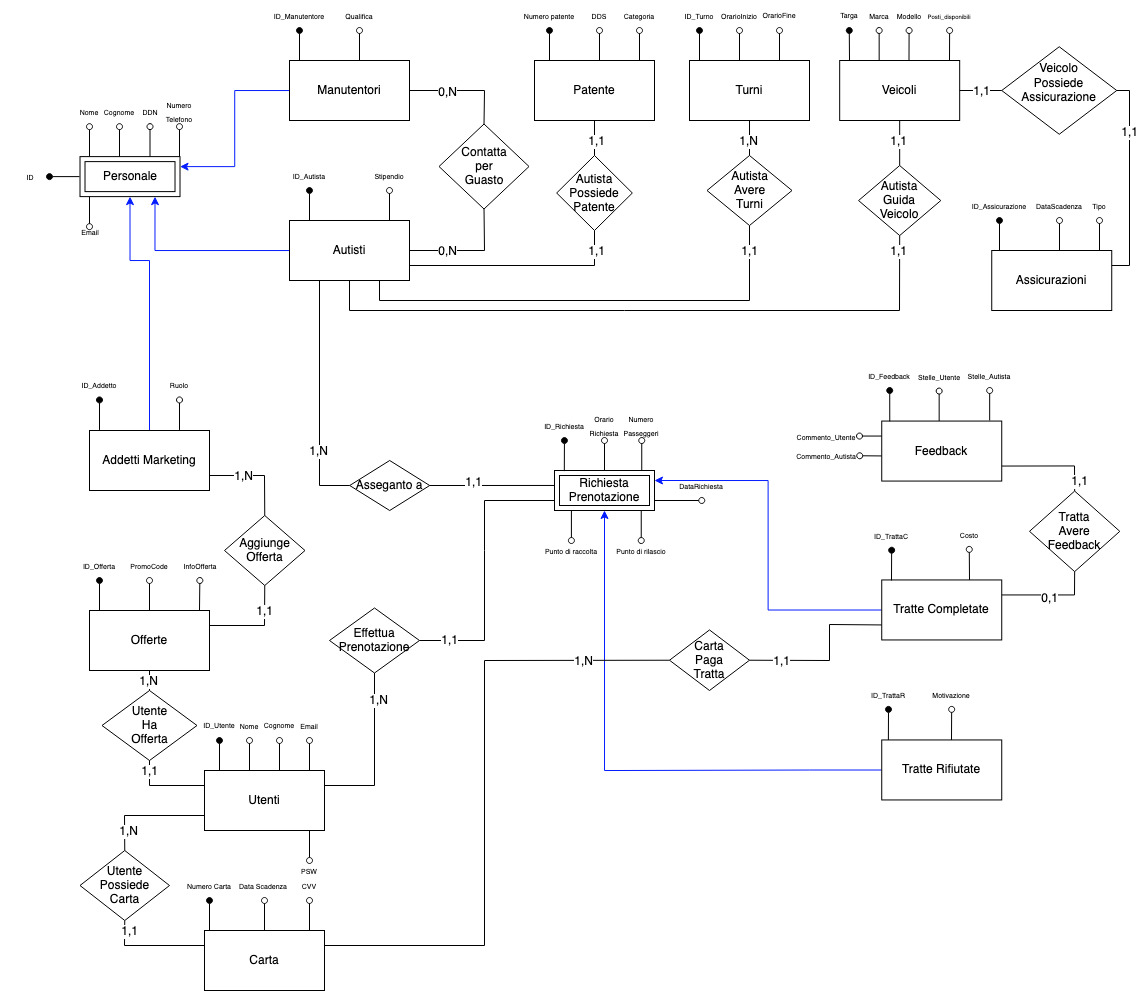 ID_Manutentore
Qualifica
Numero patente
DDS
Categoria
ID_Turno
OrarioInizio
OrarioFine
Targa
Marca
Modello
Posti_disponibili
Manutentori
0,N
Patente
Turni
Veicoli
1,1
Veicolo
Possiede
Assicurazione
1,1
Nome
Cognome
DDN
Numero
Telefono
ID
Personale
Email
Contatta
per
Guasto
1,1
1,N
1,1
Autista
Possiede
Patente
Autista
Avere
Turni
Autista
Guida
Veicolo
ID_Autista
Stipendio
Autisti
0,N
1,1
1,1
1,1
ID_Assicurazione
DataScadenza
Tipo
Assicurazioni
ID_Addetto
Ruolo
Addetti Marketing
1,N
1,N
Asseganto a
1,1
ID_Richiesta
Orario
Richiesta
Numero
Passeggeri
Richiesta
Prenotazione
DataRichiesta
Punto di raccolta
Punto di rilascio
ID_Feedback
Stelle_Utente
Stelle_Autista
Commento_Utente
Commento_Autista
Feedback
1,1
Tratta
Avere
Feedback
0,1
Aggiunge
Offerta
1,1
ID_Offerta
PromoCode
InfoOfferta
Offerte
ID_TrattaC
Costo
Tratte Completate
Effettua
Prenotazione
1,1
1,N
1,N
Carta
Paga
Tratta
1,1
1,N
Utente
Ha
Offerta
1,1
ID_TrattaR
Motivazione
Tratte Rifiutate
ID_Utente
Nome
Cognome
Email
Utenti
PSW
1,N
Utente
Possiede
Carta
1,1
Numero Carta
Data Scadenza
CVV
Carta